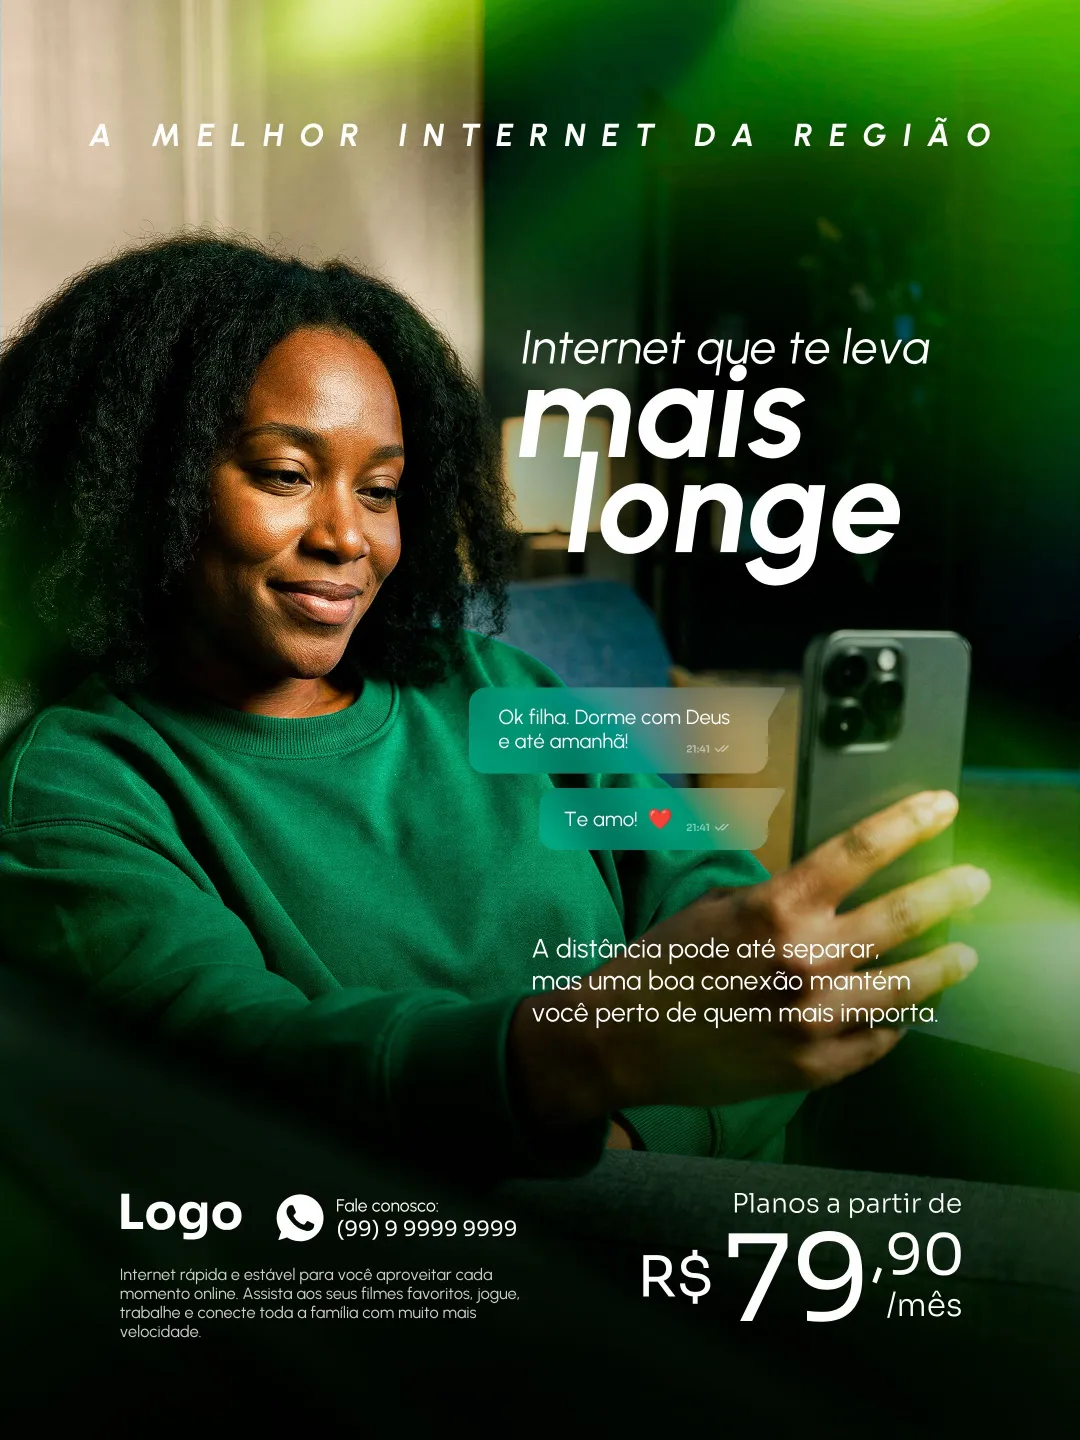 A MELHOR INTERNET DA REGIÃO
Internet que te leva
mais
longe
Ok filha. Dorme com Deus
e até amanhã!
21:41
Te amo! ❤️
21:41
A distância pode até separar,
mas uma boa conexão mantém
você perto de quem mais importa.
Logo
Fale conosco:
(99) 9 9999 9999
Internet rápida e estável para você aproveitar cada
momento online. Assista aos seus filmes favoritos, jogue,
trabalhe e conecte toda a família com muito mais
velocidade.
Planos a partir de
R$ 79,90
/mês